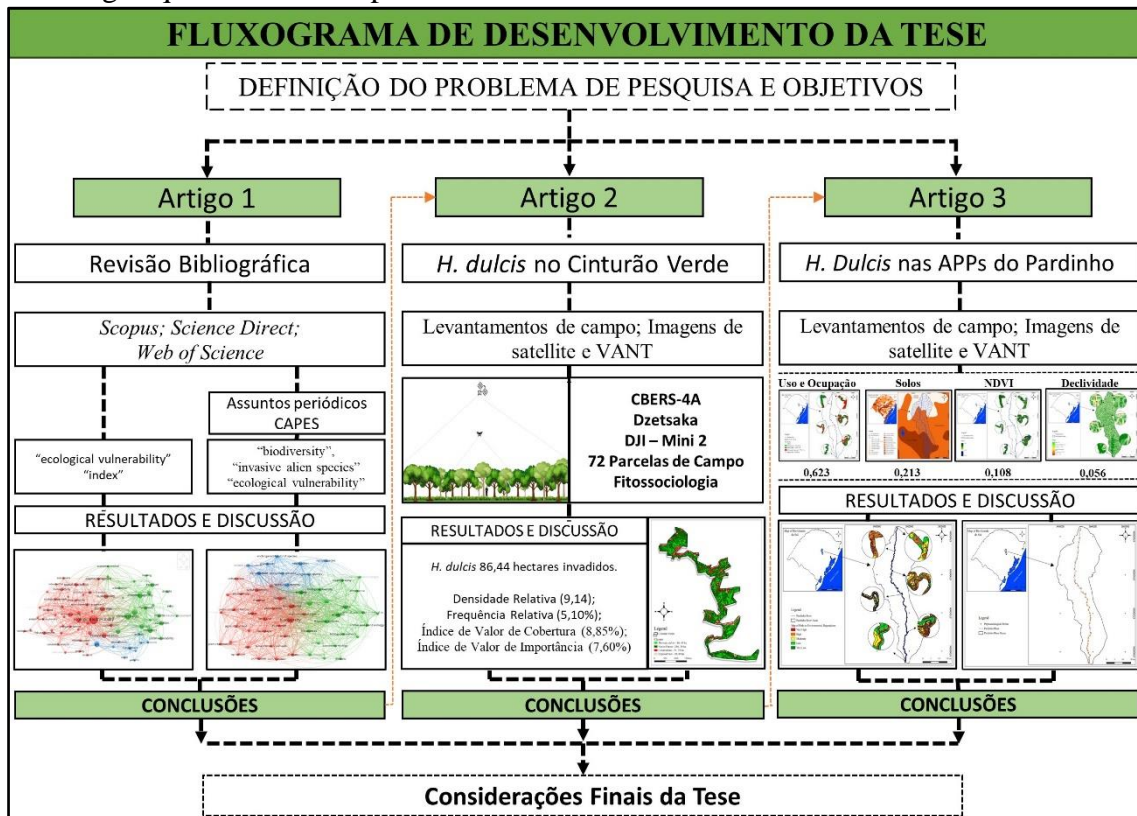 FLUXOGRAMA DE DESENVOLVIMENTO DA TESE
DEFINIÇÃO DO PROBLEMA DE PESQUISA E OBJETIVOS
Artigo 1
Revisão Bibliográfica
Scopus; Science Direct;
Web of Science
Assuntos periódicos
CAPES
“ecological vulnerability”
“index”
“biodiversity”,
“invasive alien species”
“ecological vulnerability”
RESULTADOS E DISCUSSÃO
CONCLUSÕES
Artigo 2
H. dulcis no Cinturão Verde
Levantamentos de campo; Imagens de
satellite e VANT
CBERS-4A
Dzetsaka
DJI – Mini 2
72 Parcelas de Campo
Fitossociologia
RESULTADOS E DISCUSSÃO
H. dulcis 86,44 hectares invadidos.
Densidade Relativa (9,14);
Frequência Relativa (5,10%);
Índice de Valor de Cobertura (8,85%);
Índice de Valor de Importância (7,60%)
Legend
CONCLUSÕES
Artigo 3
H. Dulcis nas APPs do Pardinho
Levantamentos de campo; Imagens de
satellite e VANT
Uso e Ocupação
Solos
NDVI
Declividade
0,623
0,213
0,108
0,056
RESULTADOS E DISCUSSÃO
CONCLUSÕES
Considerações Finais da Tese